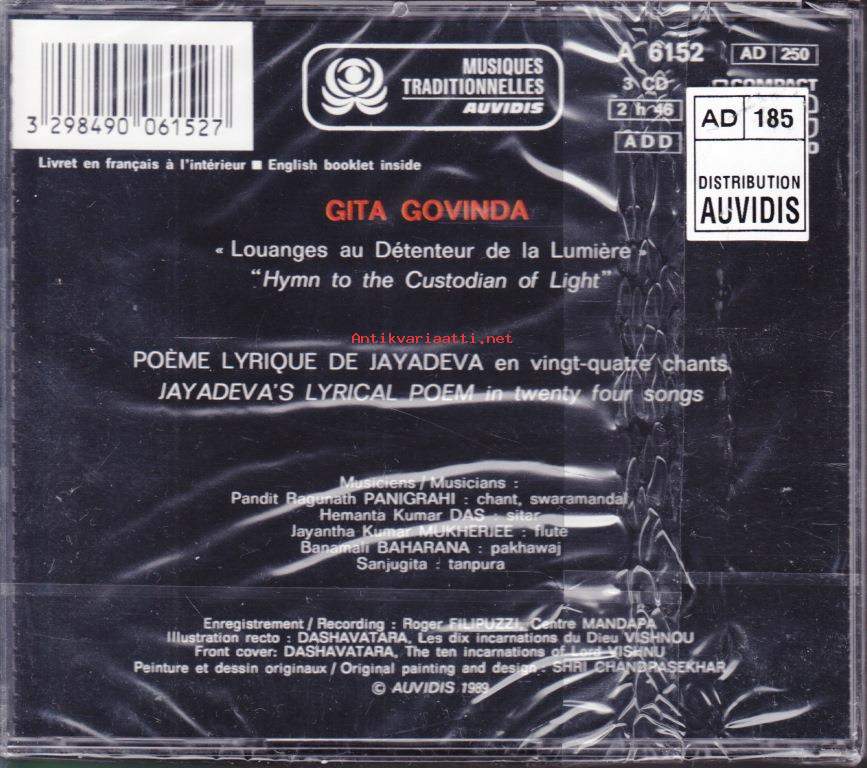 3 298490 061527
Livret en français à l'intérieur ■ English booklet inside
MUSIQUES
TRADITIONNELLES
AUVIDIS
A 6152
AD 250
3 CD
2 h 46
ADD
COMPACT
AD 185
DISTRIBUTION
AUVIDIS
GITA GOVINDA
« Louanges au Détenteur de la Lumière »
"Hymn to the Custodian of Light"
Antikvariaatti.net
POÈME LYRIQUE DE JAYADEVA en vingt-quatre chants
JAYADEVA'S LYRICAL POEM in twenty four songs
Musiciens / Musicians :
Pandit Ragunath PANIGRAHI : chant, swaramandal
Hemanta Kumar DAS : sitar
Jayantha Kumar MUKHERJEE : flute
Banamali BAHARANA : pakhawaj
Sanjugita : tanpura
Enregistrement / Recording : Roger FILIPUZZI, Centre MANDAPA
Illustration recto : DASHAVATARA, Les dix incarnations du Dieu VISHNOU
Front cover: DASHAVATARA, The ten incarnations of Lord VISHNU
Peinture et dessin originaux / Original painting and design : SHRI CHANDRASEKHAR
© AUVIDIS 1989